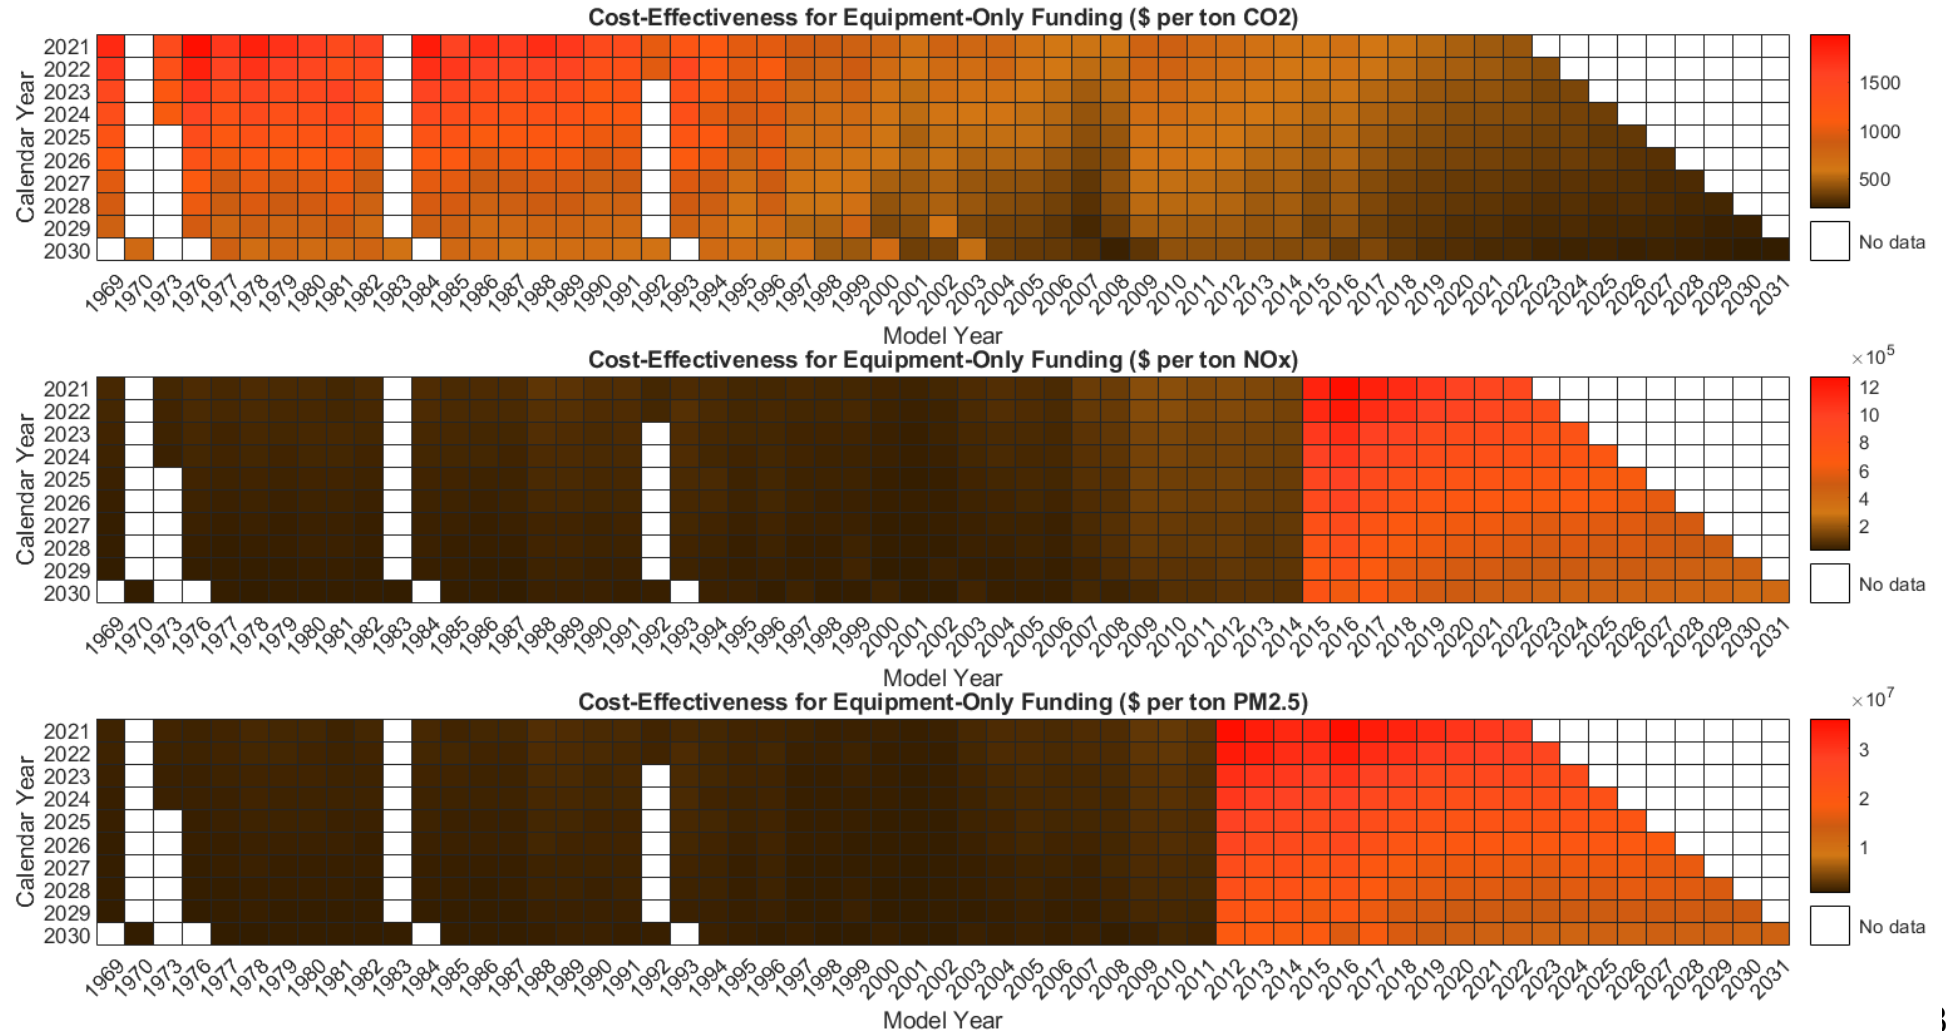 Cost-Effectiveness for Equipment-Only Funding ($ per ton CO2)
Calendar Year
2021
2022
2023
2024
2025
2026
2027
2028
2029
2030
1969 1970 1973 1976 1977 1978 1979 1980 1981 1982 1983 1984 1985 1986 1987 1988 1989 1990 1991 1992 1993 1994 1995 1996 1997 1998 1999 2000 2001 2002 2003 2004 2005 2006 2007 2008 2009 2010 2011 2012 2013 2014 2015 2016 2017 2018 2019 2020 2021 2022 2023 2024 2025 2026 2027 2028 2029 2030 2031
Model Year
1500
1000
500
No data
Cost-Effectiveness for Equipment-Only Funding ($ per ton NOx)
Calendar Year
2021
2022
2023
2024
2025
2026
2027
2028
2029
2030
1969 1970 1973 1976 1977 1978 1979 1980 1981 1982 1983 1984 1985 1986 1987 1988 1989 1990 1991 1992 1993 1994 1995 1996 1997 1998 1999 2000 2001 2002 2003 2004 2005 2006 2007 2008 2009 2010 2011 2012 2013 2014 2015 2016 2017 2018 2019 2020 2021 2022 2023 2024 2025 2026 2027 2028 2029 2030 2031
Model Year
×10⁵
12
10
8
6
4
2
No data
Cost-Effectiveness for Equipment-Only Funding ($ per ton PM2.5)
Calendar Year
2021
2022
2023
2024
2025
2026
2027
2028
2029
2030
1969 1970 1973 1976 1977 1978 1979 1980 1981 1982 1983 1984 1985 1986 1987 1988 1989 1990 1991 1992 1993 1994 1995 1996 1997 1998 1999 2000 2001 2002 2003 2004 2005 2006 2007 2008 2009 2010 2011 2012 2013 2014 2015 2016 2017 2018 2019 2020 2021 2022 2023 2024 2025 2026 2027 2028 2029 2030 2031
Model Year
×10⁷
3
2
1
No data